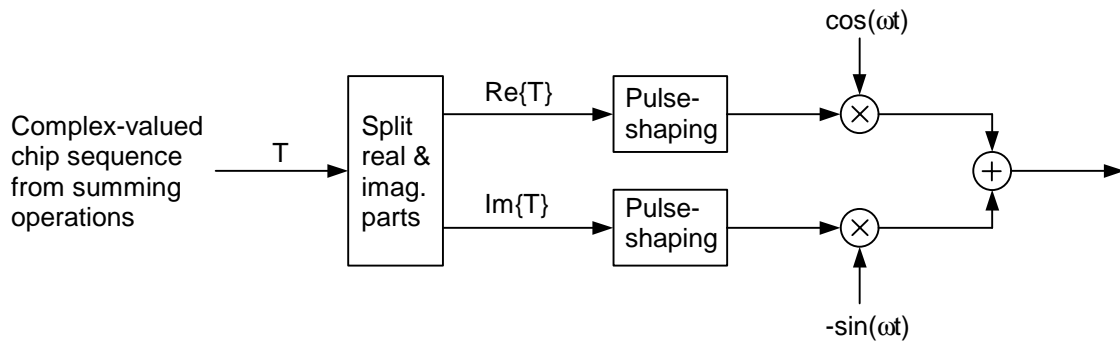 cos(ωt)
Complex-valued
chip sequence
from summing
operations
T
Split
real &
imag.
parts
Re{T}
Pulse-
shaping
Im{T}
Pulse-
shaping
-sin(ωt)